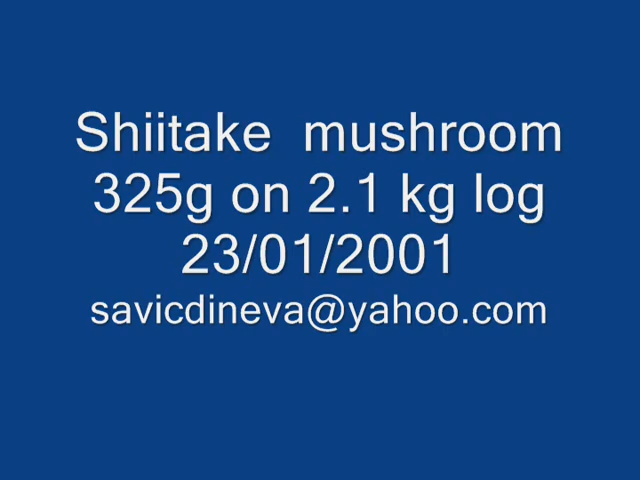 Shiitake  mushroom
325g on 2.1 kg log
23/01/2001
savicdineva@yahoo.com